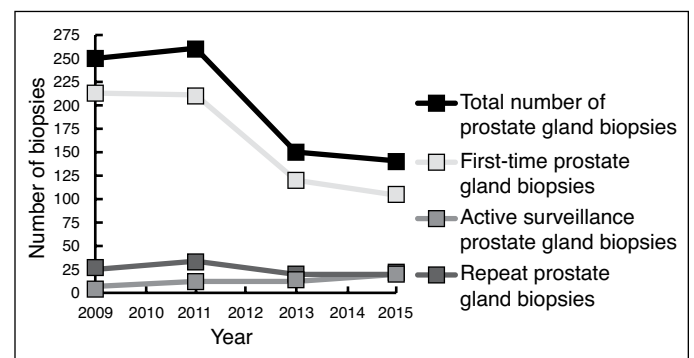 275
250
225
200
175
150
125
100
75
50
25
0
Number of biopsies
2009 2010 2011 2012 2013 2014 2015
Year
Total number of
prostate gland biopsies
First-time prostate
gland biopsies
Active surveillance
prostate gland biopsies
Repeat prostate
gland biopsies